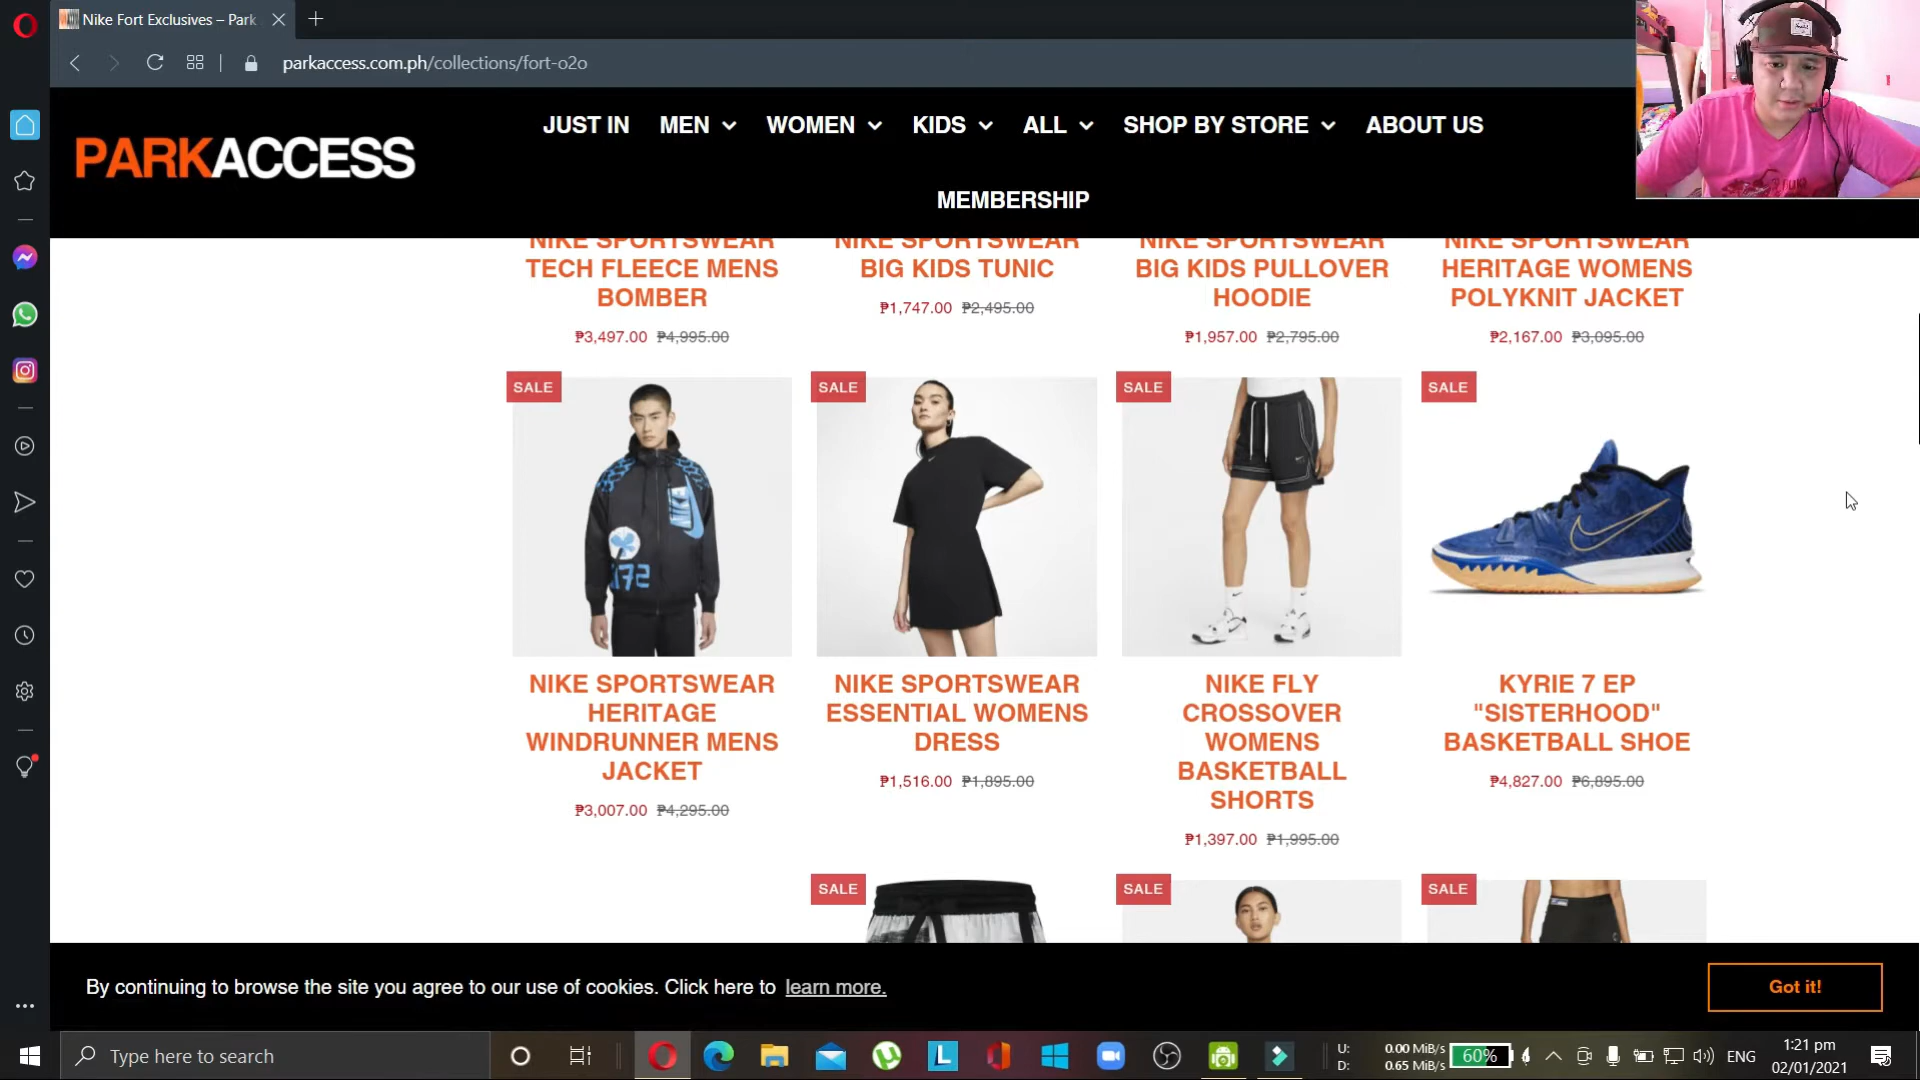 Nike Fort Exclusives – Park
parkaccess.com.ph/collections/fort-o2o
PARKACCESS
JUST IN MEN WOMEN KIDS ALL SHOP BY STORE ABOUT US
MEMBERSHIP
NIKE SPORTSWEAR
TECH FLEECE MENS
BOMBER
₱3,497.00 ₱4,995.00
NIKE SPORTSWEAR
BIG KIDS TUNIC
₱1,747.00 ₱2,495.00
NIKE SPORTSWEAR
BIG KIDS PULLOVER
HOODIE
₱1,957.00 ₱2,795.00
NIKE SPORTSWEAR
HERITAGE WOMENS
POLYKNIT JACKET
₱2,167.00 ₱3,095.00
SALE
NIKE SPORTSWEAR
HERITAGE
WINDRUNNER MENS
JACKET
₱3,007.00 ₱4,295.00
SALE
NIKE SPORTSWEAR
ESSENTIAL WOMENS
DRESS
₱1,516.00 ₱1,895.00
SALE
NIKE FLY
CROSSOVER
WOMENS
BASKETBALL
SHORTS
₱1,397.00 ₱1,995.00
SALE
KYRIE 7 EP
"SISTERHOOD"
BASKETBALL SHOE
₱4,827.00 ₱6,895.00
SALE
SALE
SALE
By continuing to browse the site you agree to our use of cookies. Click here to learn more.
Got it!
Type here to search
U: 0.00 MiB/s
D: 0.65 MiB/s
60%
ENG
1:21 pm
02/01/2021